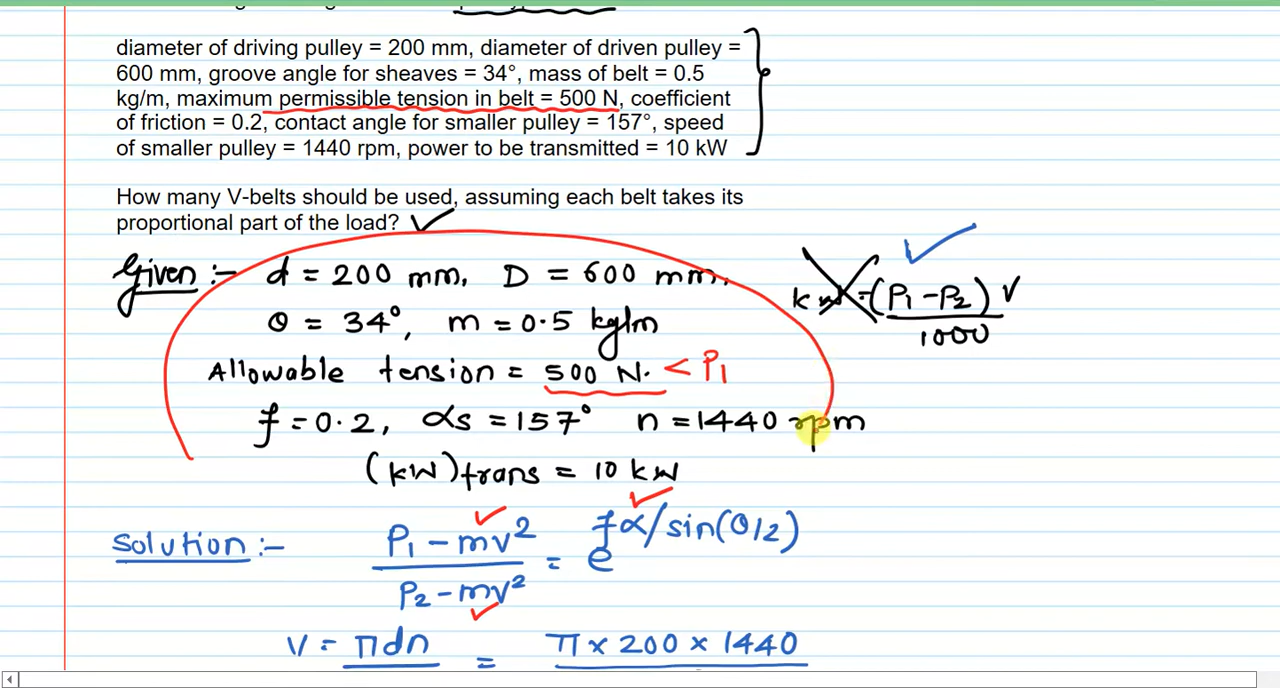 diameter of driving pulley = 200 mm, diameter of driven pulley =
600 mm, groove angle for sheaves = 34°, mass of belt = 0.5
kg/m, maximum permissible tension in belt = 500 N, coefficient
of friction = 0.2, contact angle for smaller pulley = 157°, speed
of smaller pulley = 1440 rpm, power to be transmitted = 10 kW
How many V-belts should be used, assuming each belt takes its
proportional part of the load?
Given :- d = 200 mm, D = 600 mm,
θ = 34°, m = 0.5 kg/m
Allowable tension = 500 N. < P1
f = 0.2, αs = 157° n = 1440 rpm
(kW)trans = 10 kW
(P1 - P2) V
1000
Solution :- P1 - mv² / P2 - mv² = e^fα/sin(θ/2)
V = πdn = π x 200 x 1440